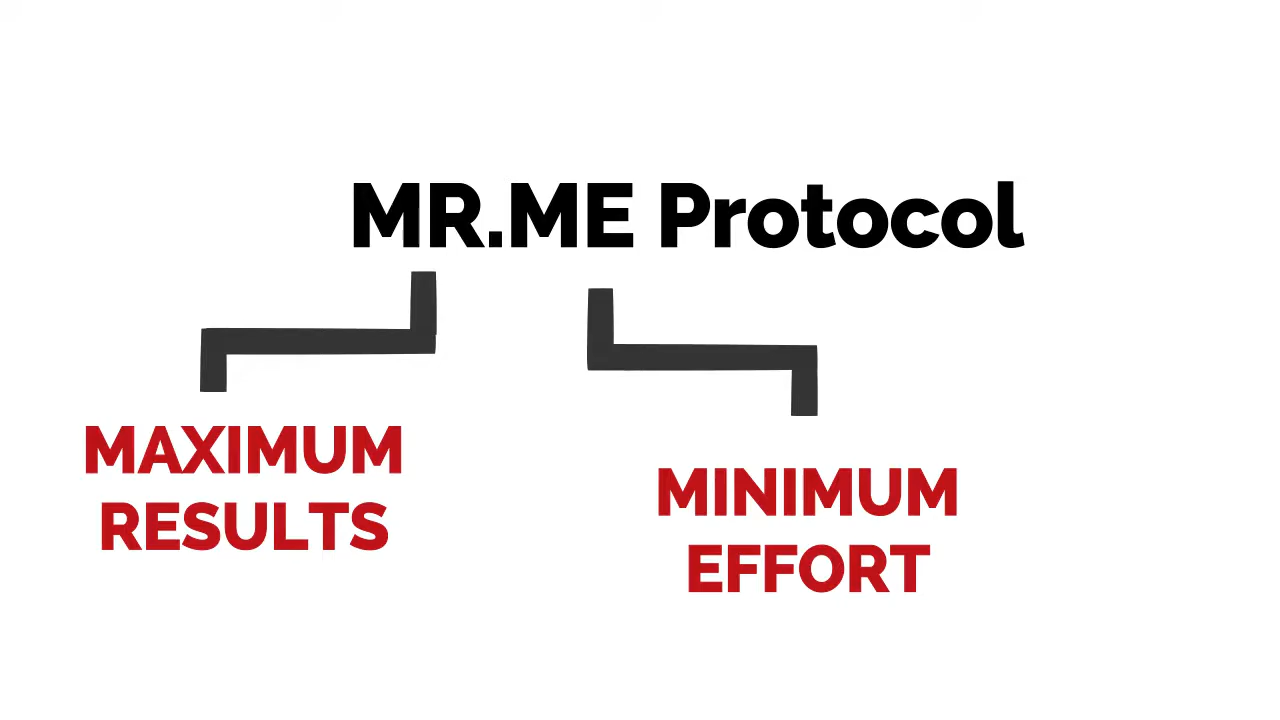 MR.ME Protocol
MAXIMUM
RESULTS
MINIMUM
EFFORT